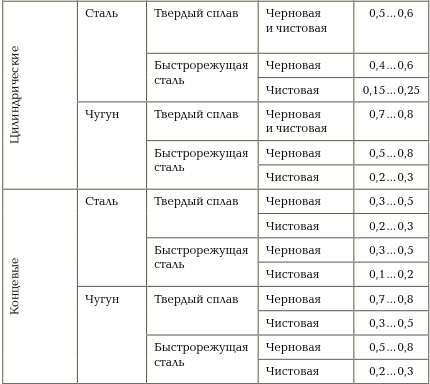 Цилиндрические
Сталь Твердый сплав Черновая 0,5...0,6
и чистовая
Быстрорежущая Черновая 0,4...0,6
сталь Чистовая 0,15...0,25
Чугун Твердый сплав Черновая 0,7...0,8
и чистовая
Быстрорежущая Черновая 0,5...0,8
сталь Чистовая 0,2...0,3
Концевые
Сталь Твердый сплав Черновая 0,3...0,5
Чистовая 0,2...0,3
Быстрорежущая Черновая 0,3...0,5
сталь Чистовая 0,1...0,2
Чугун Твердый сплав Черновая 0,7...0,8
Чистовая 0,3...0,5
Быстрорежущая Черновая 0,5...0,8
сталь Чистовая 0,2...0,3